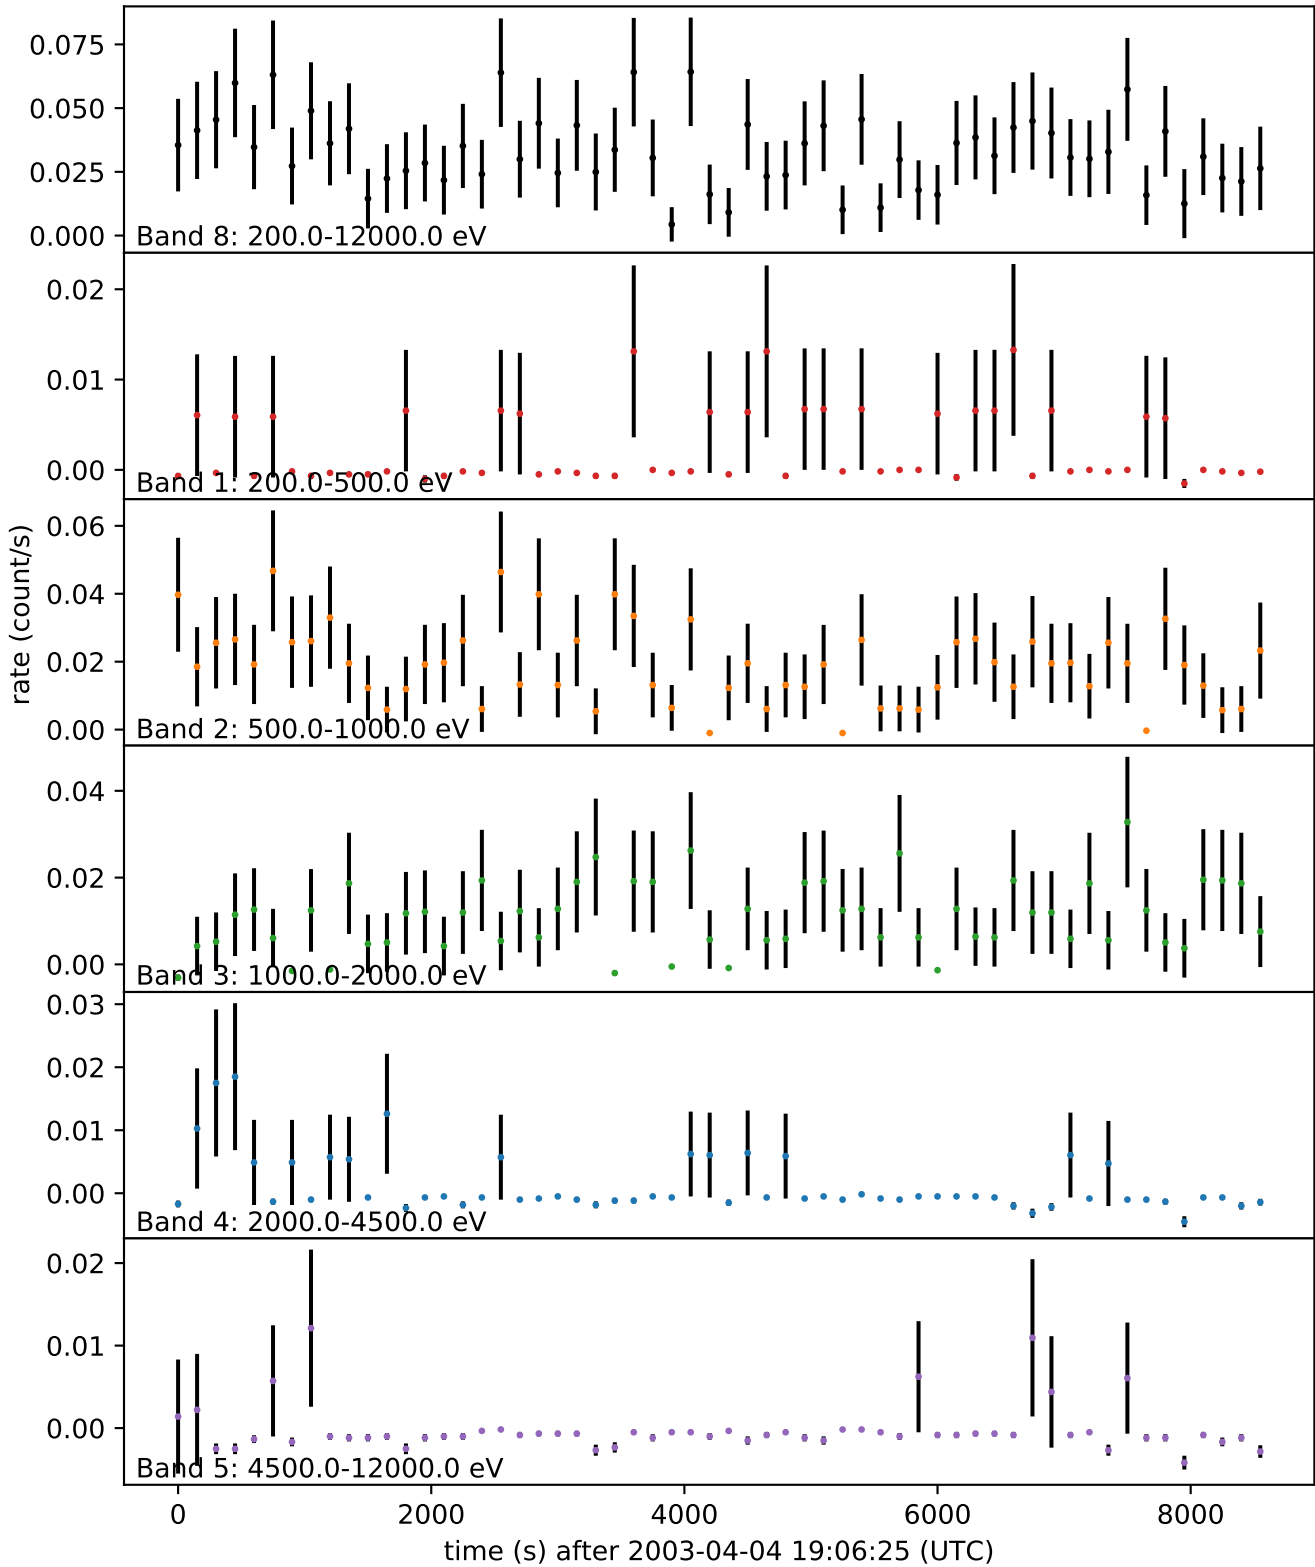 0.075
0.050
0.025
0.000
Band 8: 200.0-12000.0 eV
0.02
0.01
0.00
Band 1: 200.0-500.0 eV
rate (count/s)
0.06
0.04
0.02
0.00
Band 2: 500.0-1000.0 eV
0.04
0.02
0.00
Band 3: 1000.0-2000.0 eV
0.03
0.02
0.01
0.00
Band 4: 2000.0-4500.0 eV
0.02
0.01
0.00
Band 5: 4500.0-12000.0 eV
0 2000 4000 6000 8000
time (s) after 2003-04-04 19:06:25 (UTC)